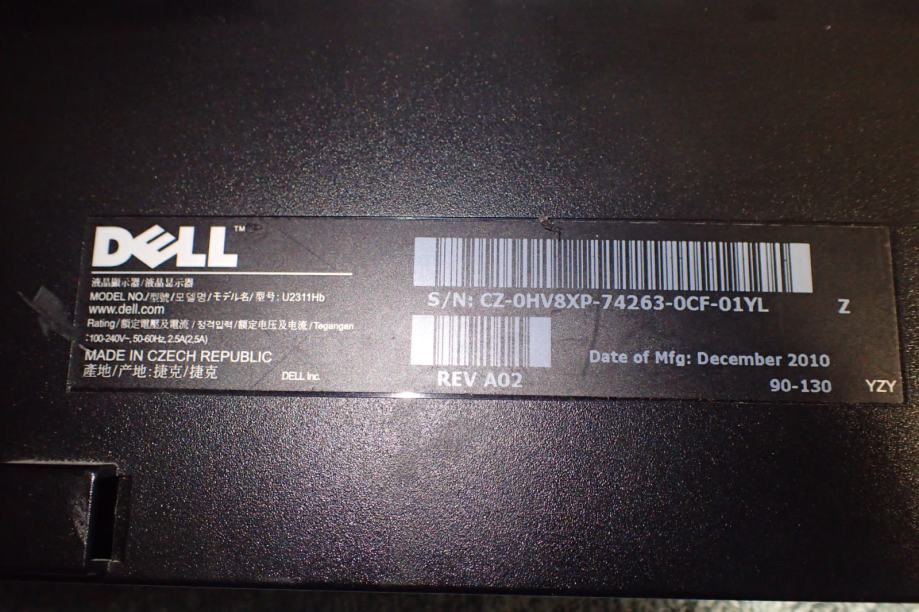 DELL™
液晶顯示器/液晶显示器
MODEL NO./型號/모델명/モデル名/型号: U2311Hb
www.dell.com
Rating/額定電壓及電流/정격입력/额定电压及电流/Tegangan
:100-240V~, 50-60Hz, 2.5A(2,5A)
MADE IN CZECH REPUBLIC
產地/产地:捷克/捷克
DELL Inc.
S/N: CZ-0HV8XP-74263-0CF-01YL
Z
REV A02
Date of Mfg: December 2010
90-130
YZY